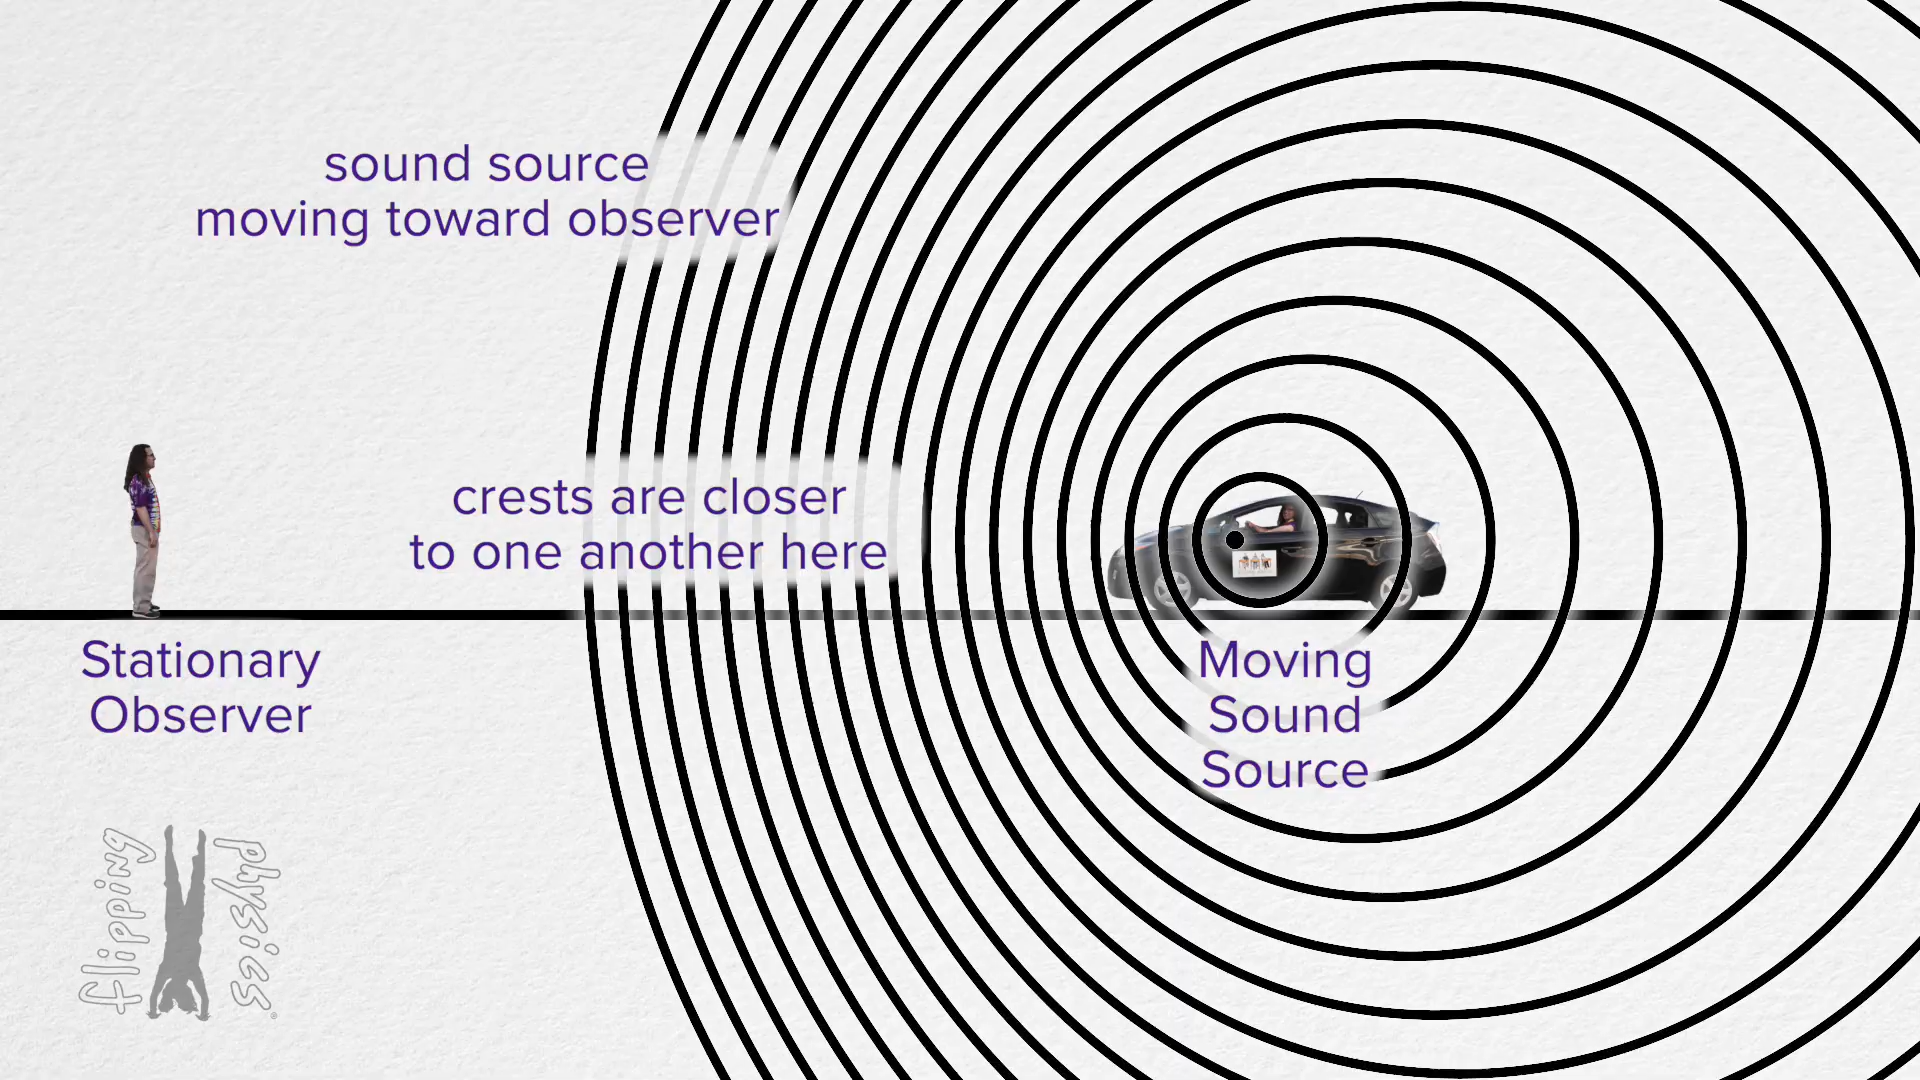 sound source
moving toward observer
crests are closer
to one another here
Stationary
Observer
Moving
Sound
Source
flipping
physics